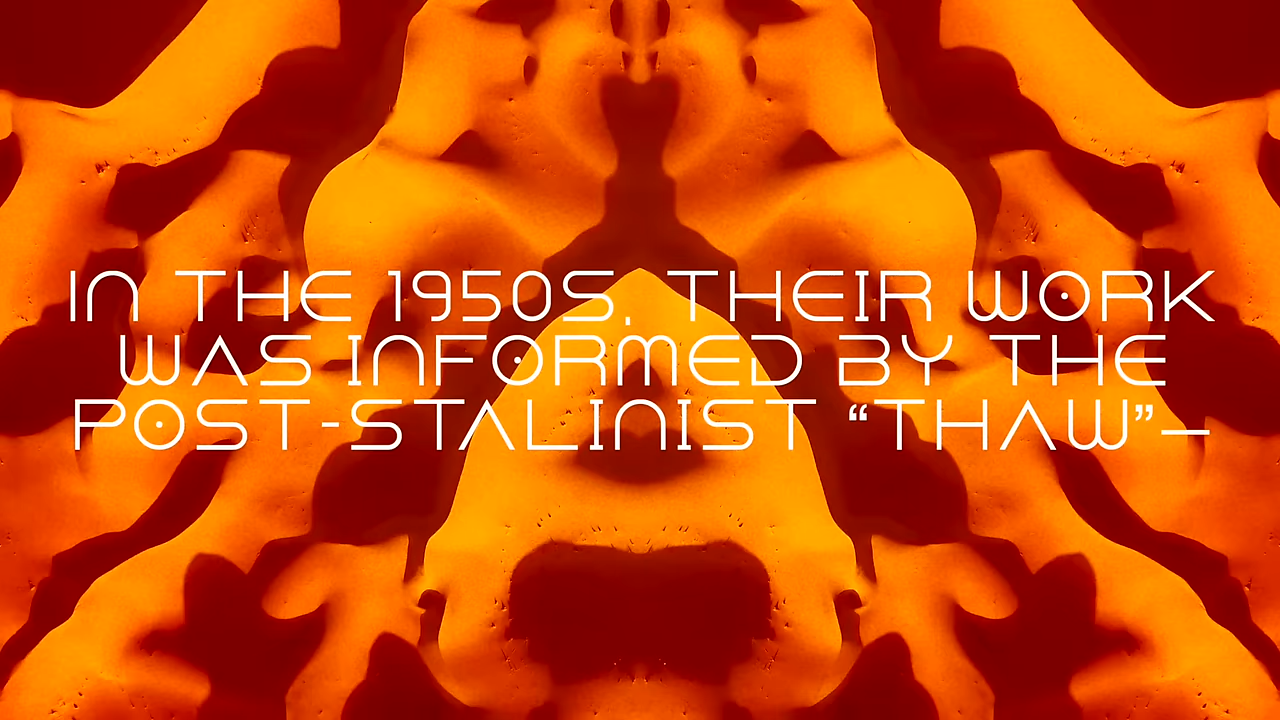 IN THE 1950S, THEIR WORK
WAS INFORMED BY THE
POST-STALINIST “THAW”—